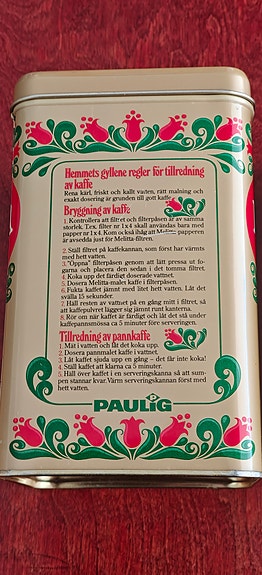 Hemmets gyllene regler för tillredning
av kaffe
Rena kärl, friskt och kallt vatten, rätt malning och
exakt dosering är grunden till gott kaffe.
Bryggning av kaffe
1. Kontrollera att filtret och filterpåsen är av samma
storlek. T.ex. filter nr 1 x 4 skall användas bara med
papper nr 1 x 4. Kom också ihåg att Melitta-papperen
är avsedda just för Melitta-filtren.
2. Ställ filtret på kaffekannan, som först har värmts
med hett vatten.
3. "Öppna" filterpåsen genom att lätt pressa ut fo-
garna och placera den sedan i det tomma filtret.
4. Koka upp det färdigt doserade vattnet.
5. Dosera Melitta-malet kaffe i filterpåsen.
6. Fukta kaffet jämnt med litet hett vatten. Låt det
svälla 15 sekunder.
7. Häll resten av vattnet på en gång mitt i filtret, så
att kaffepulvret lägger sig jämnt runt kanterna.
8. Rör om när kaffet är färdigt och låt det stå under
kaffepannsmössa ca 5 minuter före serveringen.
Tillredning av pannkaffe
1. Mät i vatten och låt det koka upp.
2. Dosera pannmalet kaffe i vattnet.
3. Låt kaffet sjuda upp en gång – det får inte koka!
4. Ställ kaffet att klarna ca 5 minuter.
5. Häll över kaffet i en serveringskanna så att sum-
pen stannar kvar. Värm serveringskannan först med
hett vatten.
PAULIG